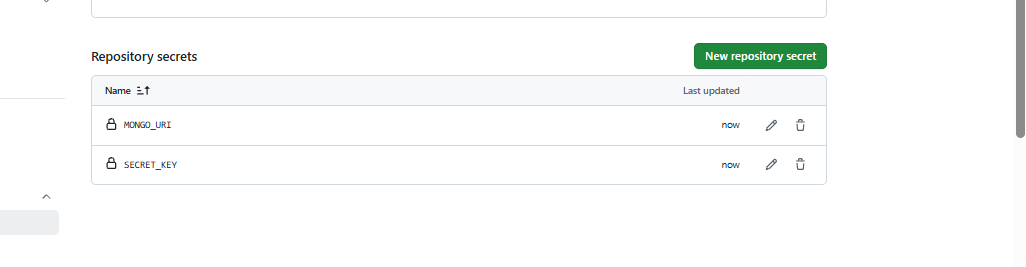 Repository secrets
New repository secret
Name
Last updated
MONGO_URI
now
SECRET_KEY
now